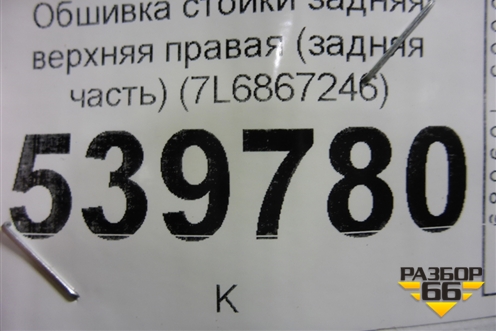 Обшивка стойки задняя
верхняя правая (задняя
часть) (7L6867246)
539780
К
РАЗБОР
66